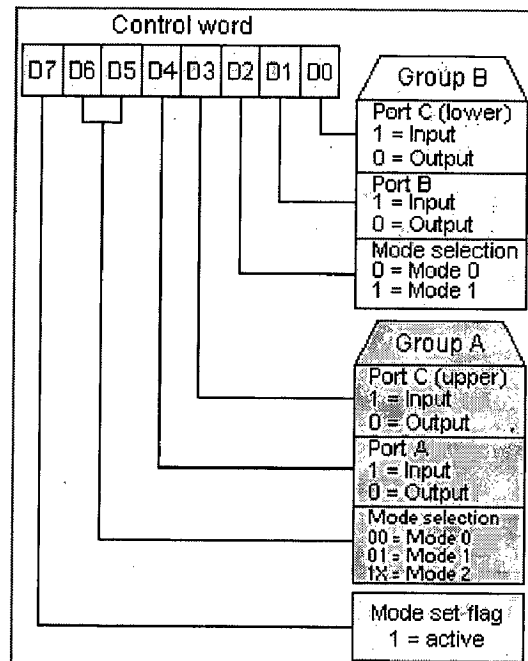 Control word
D7 D6 D5 D4 D3 D2 D1 D0
Group B
Port C (lower)
1 = Input
0 = Output
Port B
1 = Input
0 = Output
Mode selection
0 = Mode 0
1 = Mode 1
Group A
Port C (upper)
1 = Input
0 = Output
Port A
1 = Input
0 = Output
Mode selection
00 = Mode 0
01 = Mode 1
1X = Mode 2
Mode set flag
1 = active